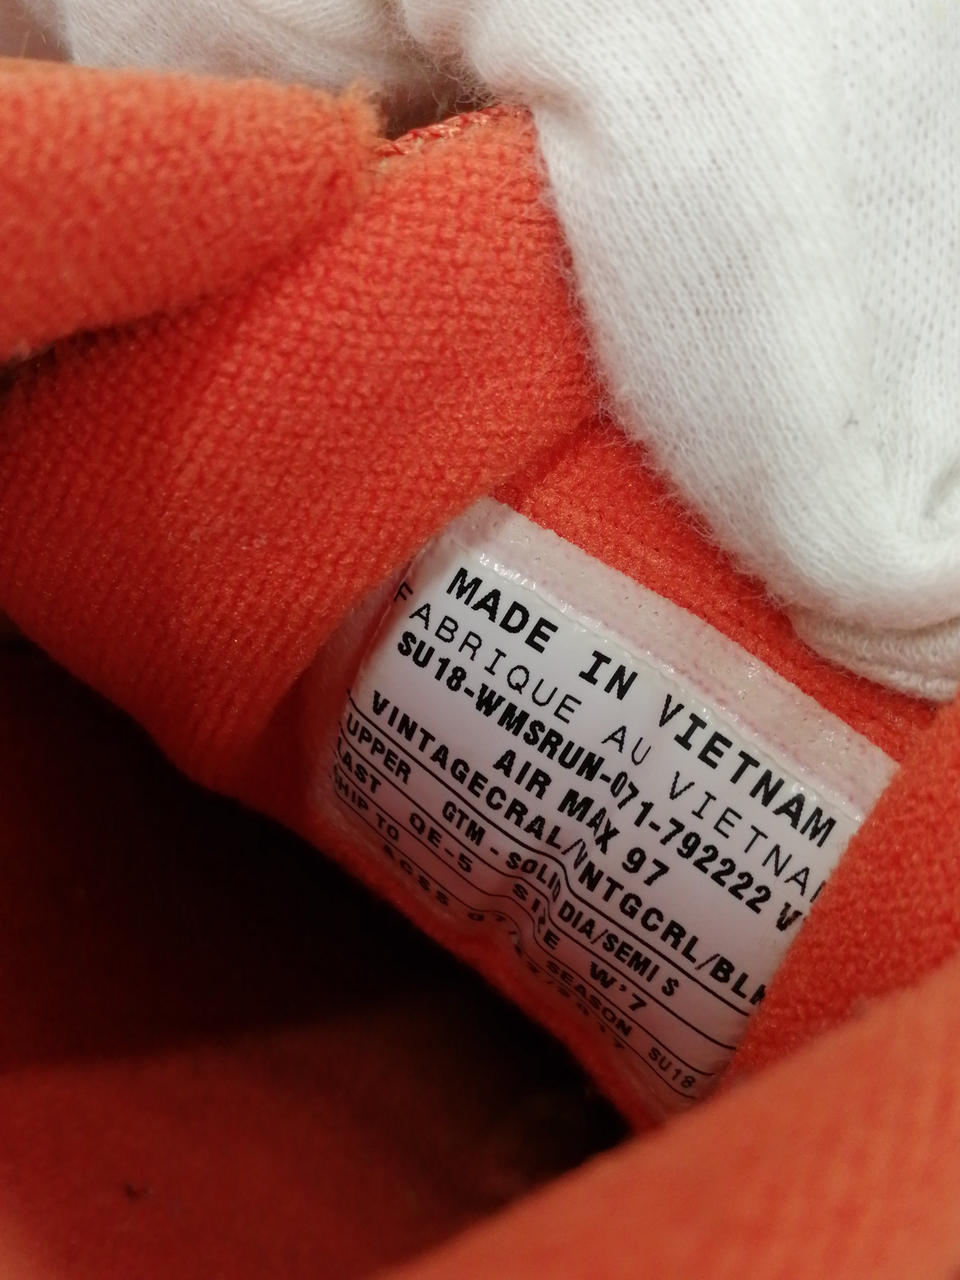 MADE IN VIETNAM
FABRIQUE AU VIETNAM
SU18-WMSRUN-071-792222 W
AIR MAX 97
VINTAGECRAL/VNTGCRL/BLK
UPPER GTM - SOLID DIA/SEMI S
LAST QE-5 SIZE W'7
SHIP TO SEASON SU18